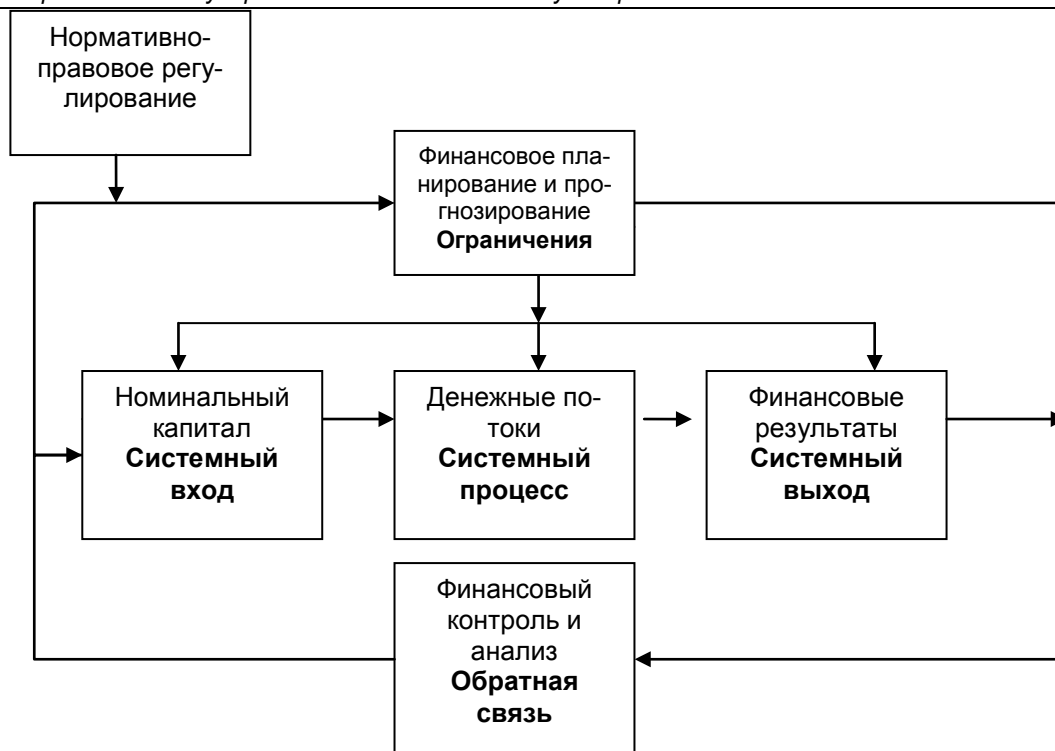 Нормативно-
правовое регу-
лирование
Финансовое пла-
нирование и про-
гнозирование
Ограничения
Номинальный
капитал
Системный
вход
Денежные по-
токи
Системный
процесс
Финансовые
результаты
Системный
выход
Финансовый
контроль и
анализ
Обратная
связь